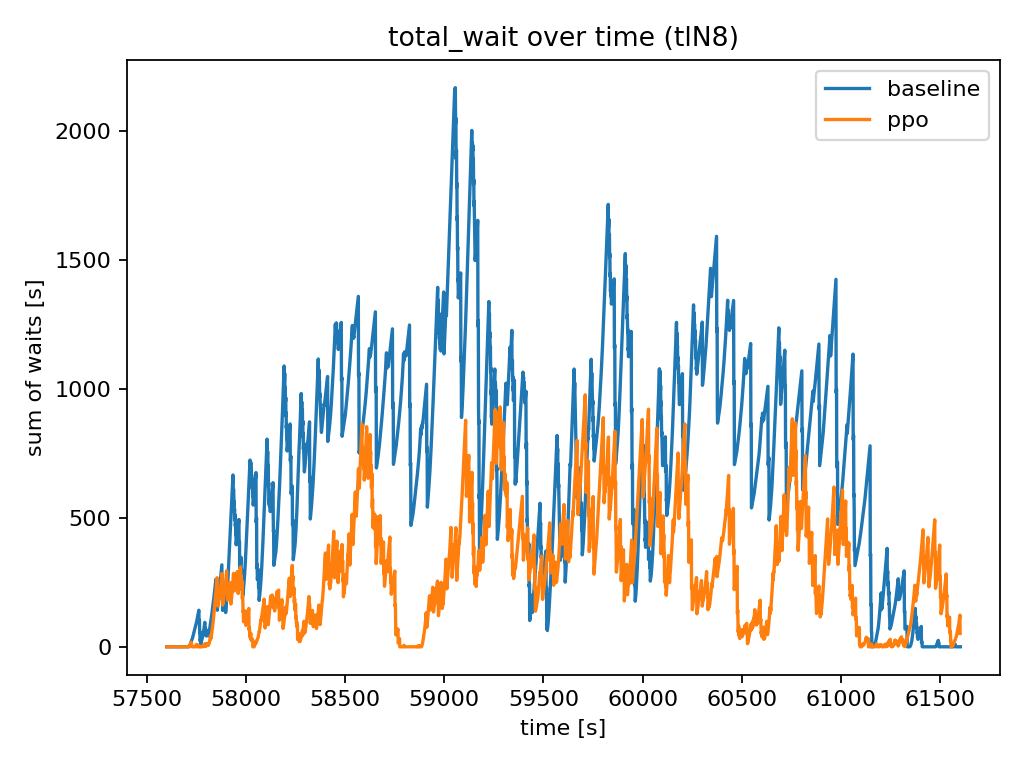 total_wait over time (tlN8)
baseline
ppo
sum of waits [s]
2000
1500
1000
500
0
57500 58000 58500 59000 59500 60000 60500 61000 61500
time [s]